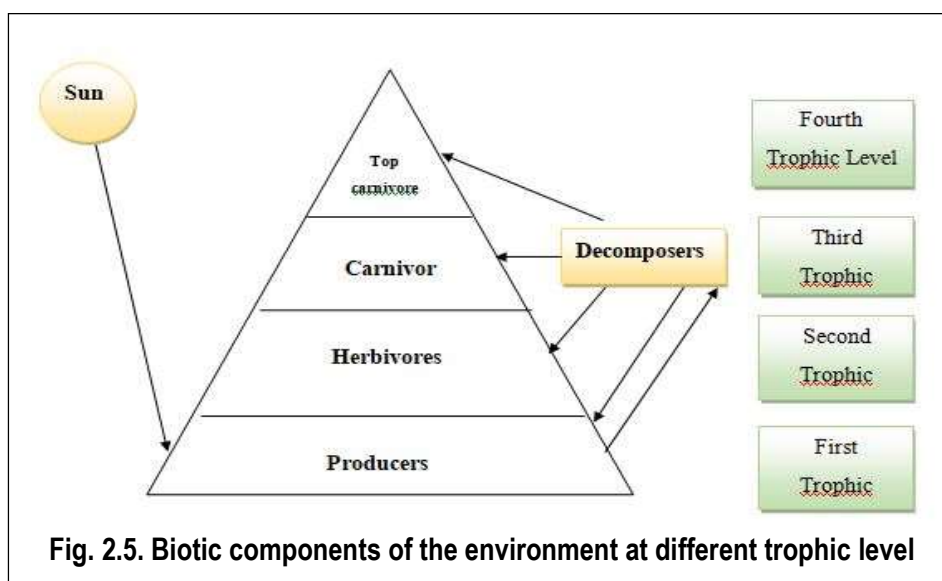 Sun
Top
carnivore
Carnivor
Herbivores
Producers
Decomposers
Fourth
Trophic Level
Third
Trophic
Second
Trophic
First
Trophic
Fig. 2.5. Biotic components of the environment at different trophic level